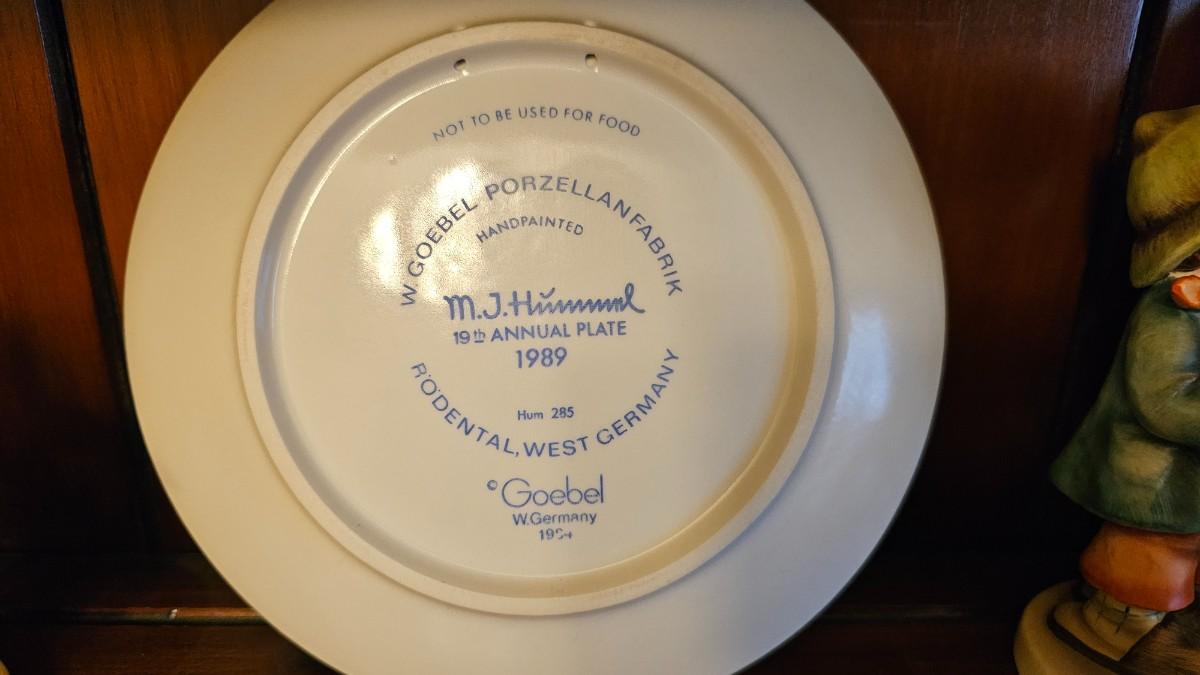 NOT TO BE USED FOR FOOD
W. GOEBEL PORZELLANFABRIK
HANDPAINTED
M.J.Hümmel
19th ANNUAL PLATE
1989
Hum 285
RÖDENTAL, WEST GERMANY
© Goebel
W.Germany